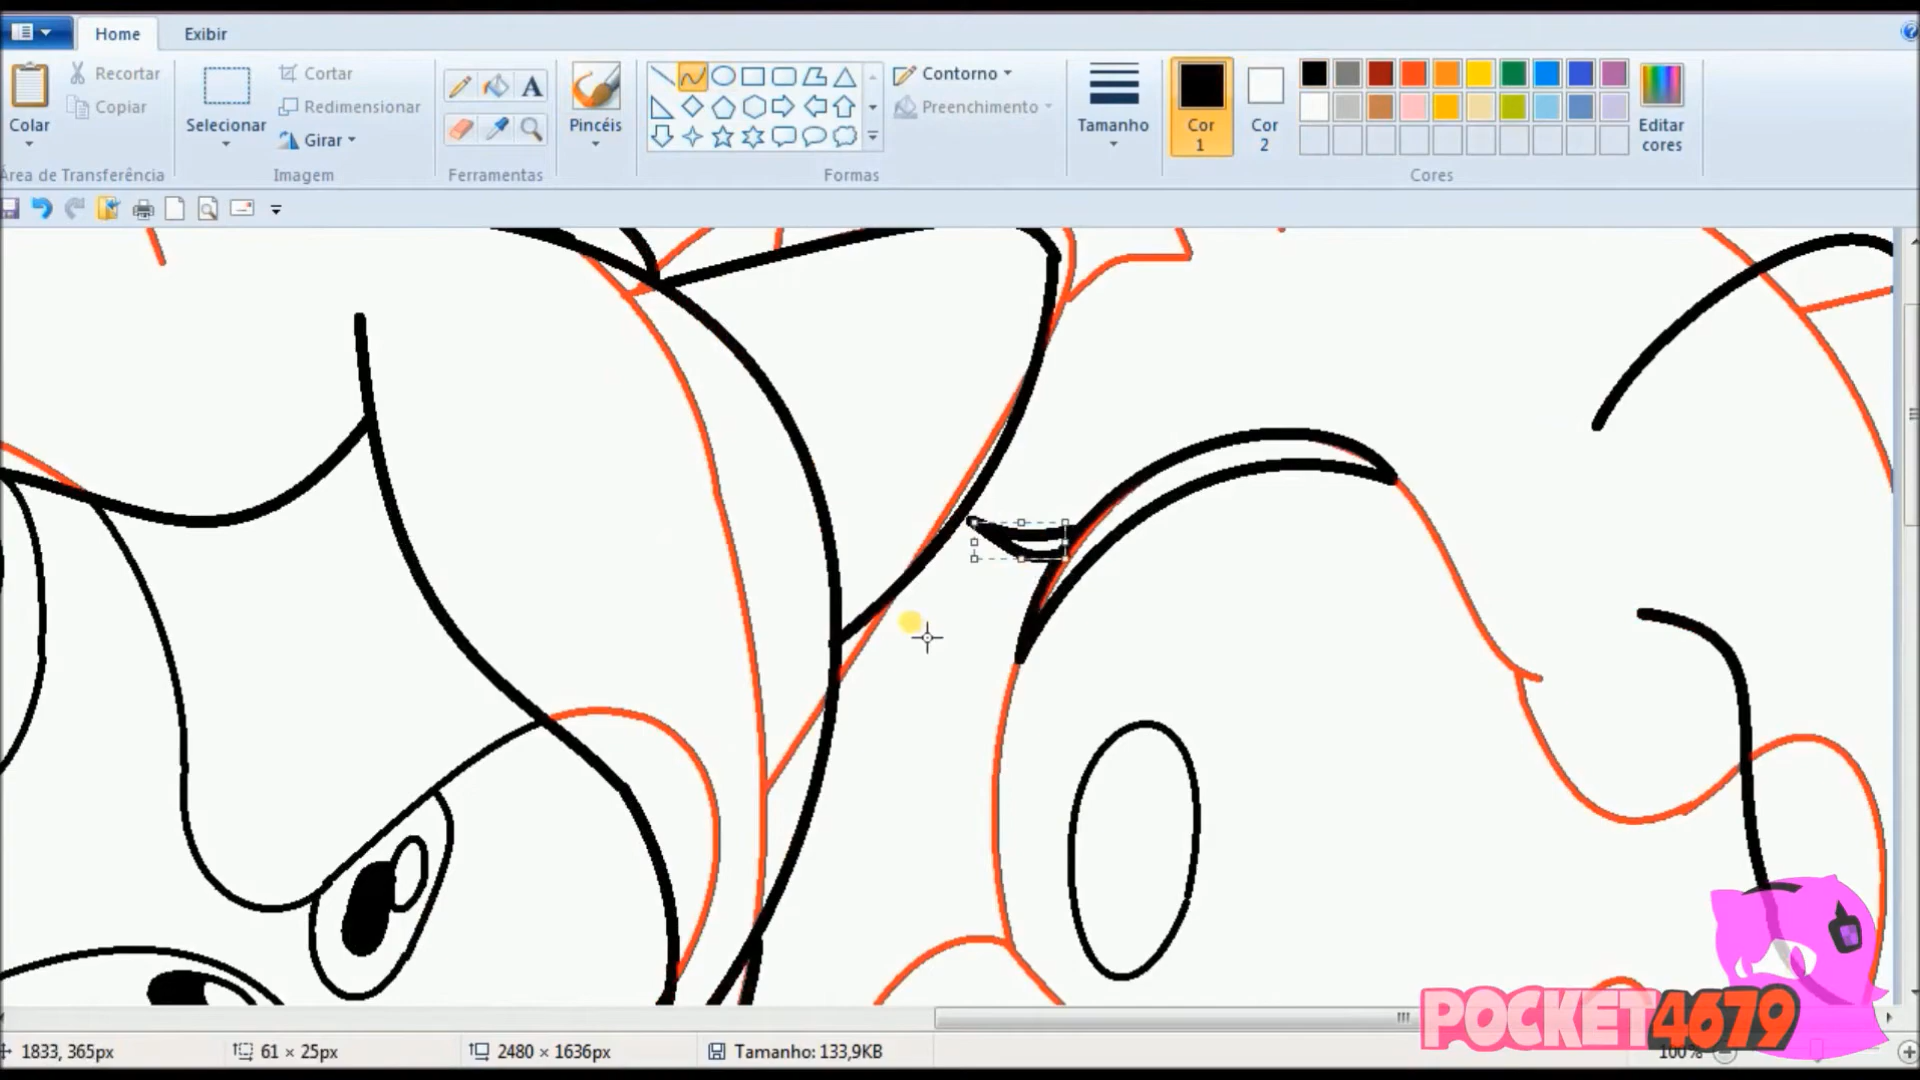 Home Exibir
Recortar Cortar Contorno
Copiar Redimensionar Preenchimento
Colar Selecionar Girar A Pincéis Tamanho Cor 1 Cor 2 Editar cores
Área de Transferência Imagem Ferramentas Formas Cores
POCKET4679
1833, 365px 61 × 25px 2480 × 1636px Tamanho: 133,9KB 100%